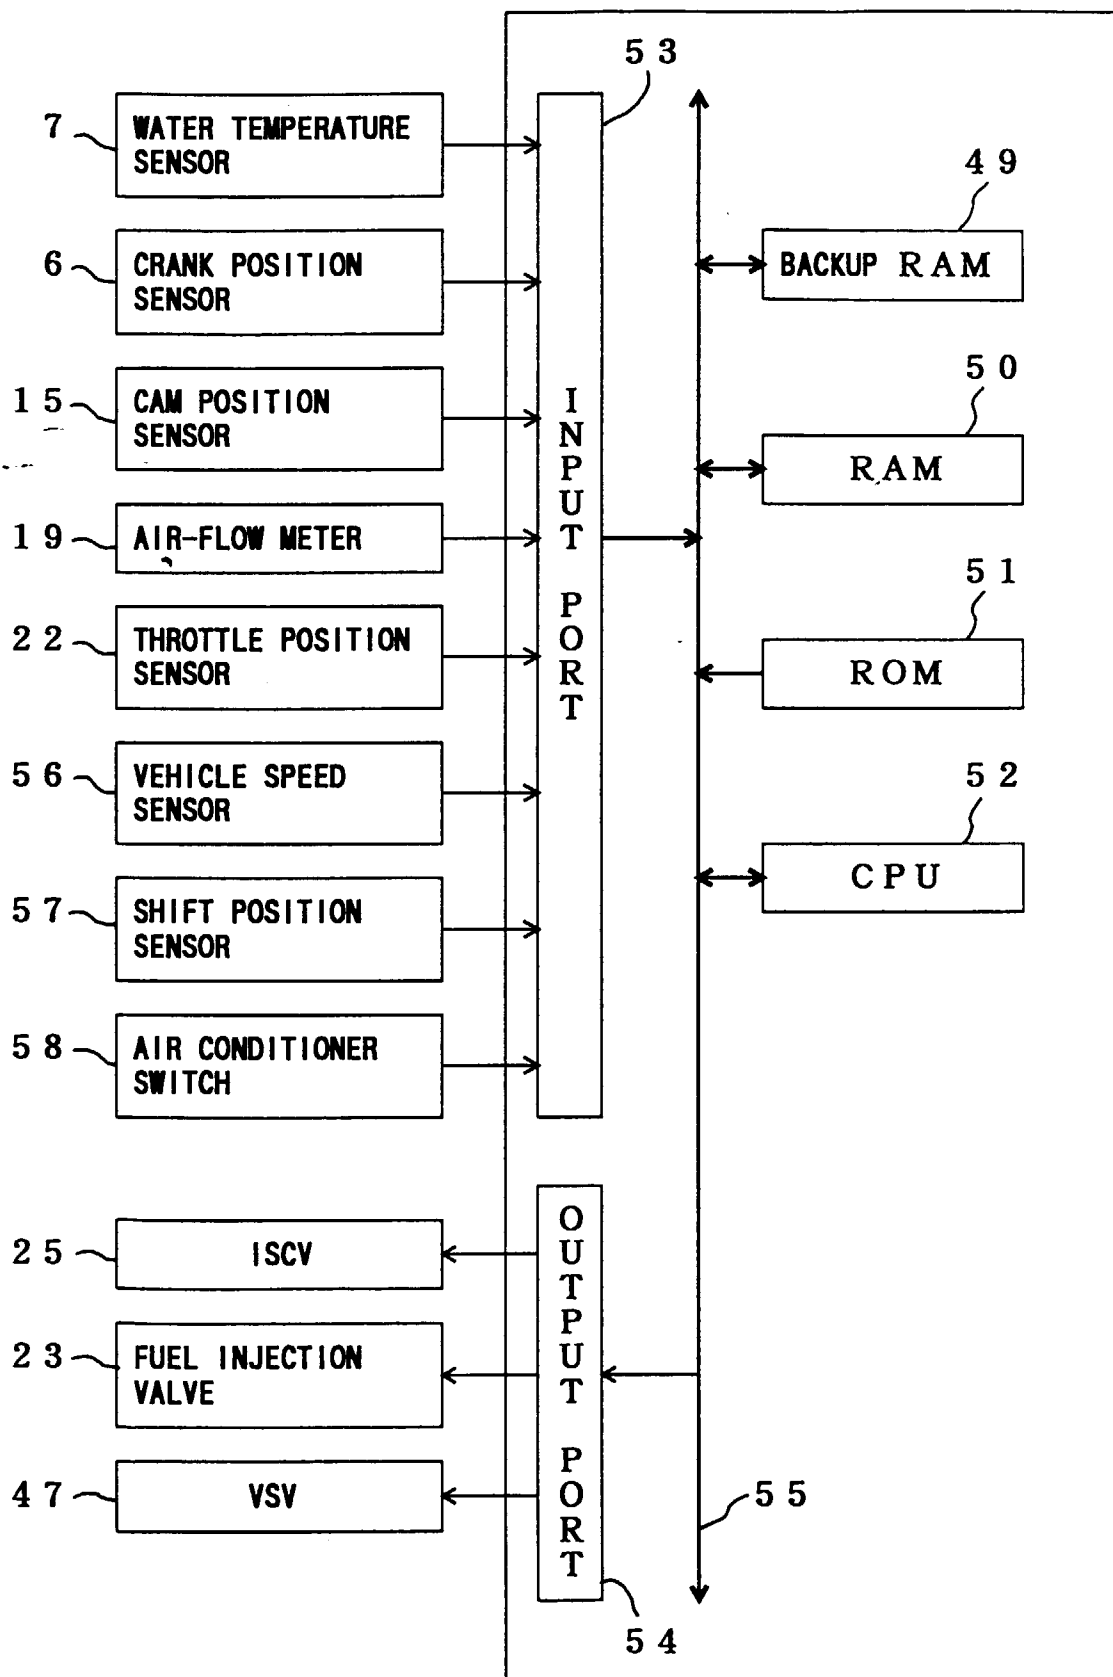 53
7 WATER TEMPERATURE
SENSOR
49
6 CRANK POSITION
SENSOR
BACKUP RAM
15 CAM POSITION
SENSOR
50
RAM
INPUT PORT
19 AIR-FLOW METER
51
22 THROTTLE POSITION
SENSOR
ROM
56 VEHICLE SPEED
SENSOR
52
CPU
57 SHIFT POSITION
SENSOR
58 AIR CONDITIONER
SWITCH
OUTPUT PORT
25 ISCV
23 FUEL INJECTION
VALVE
47 VSV
55
54